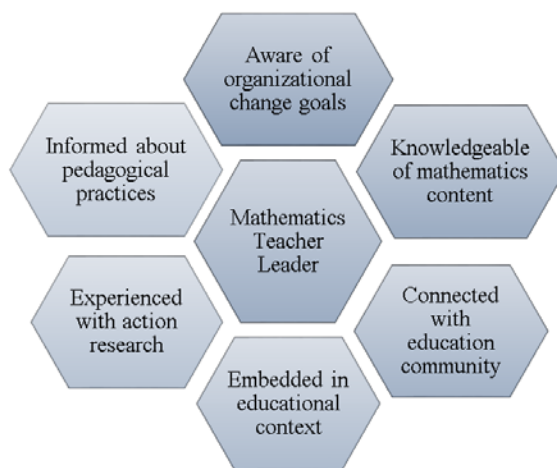 Aware of
organizational
change goals
Informed about
pedagogical
practices
Knowledgeable
of mathematics
content
Mathematics
Teacher
Leader
Experienced
with action
research
Connected
with
education
community
Embedded in
educational
context